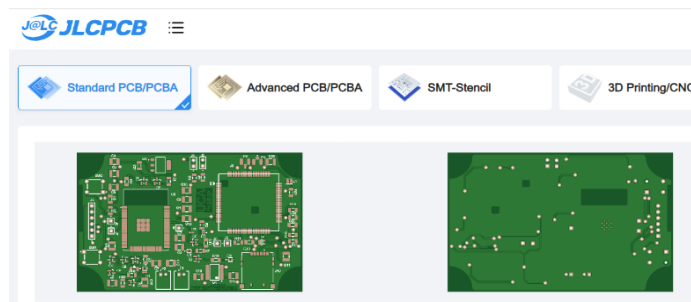 J@LC JLCPCB
Standard PCB/PCBA
Advanced PCB/PCBA
SMT-Stencil
3D Printing/CNC